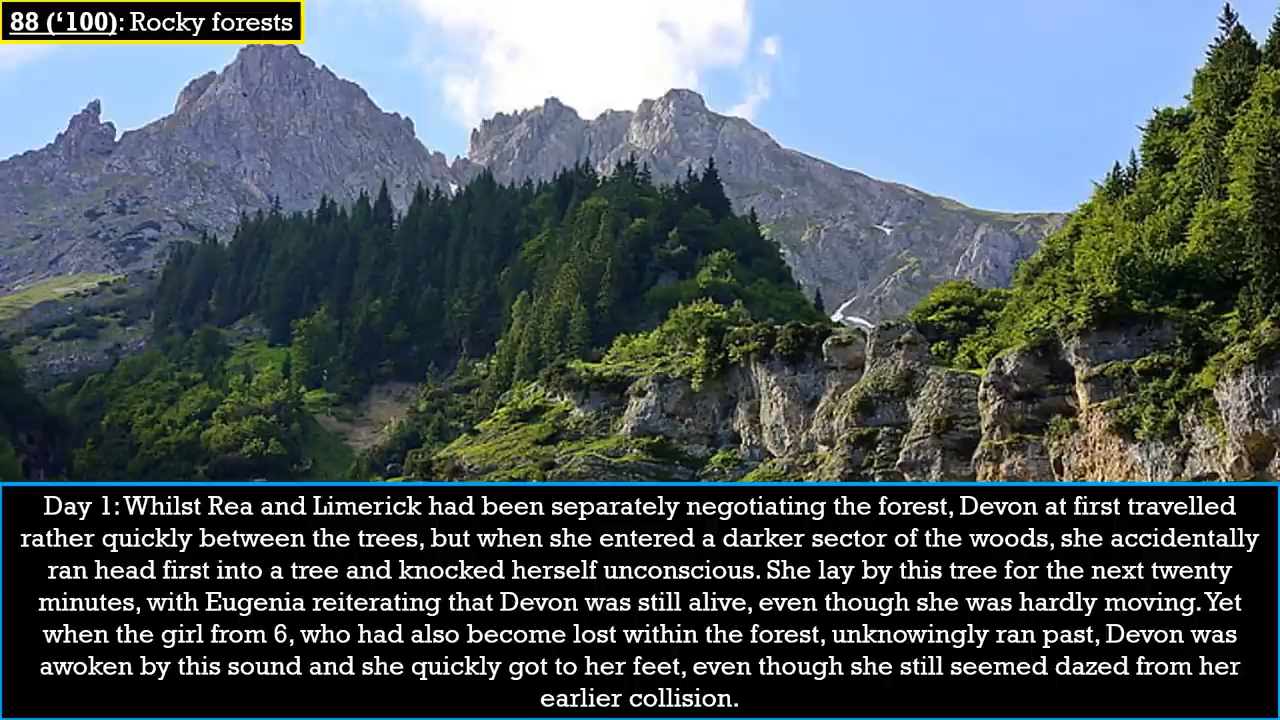 88 (‘100): Rocky forests
Day 1: Whilst Rea and Limerick had been separately negotiating the forest, Devon at first travelled
rather quickly between the trees, but when she entered a darker sector of the woods, she accidentally
ran head first into a tree and knocked herself unconscious. She lay by this tree for the next twenty
minutes, with Eugenia reiterating that Devon was still alive, even though she was hardly moving. Yet
when the girl from 6, who had also become lost within the forest, unknowingly ran past, Devon was
awoken by this sound and she quickly got to her feet, even though she still seemed dazed from her
earlier collision.